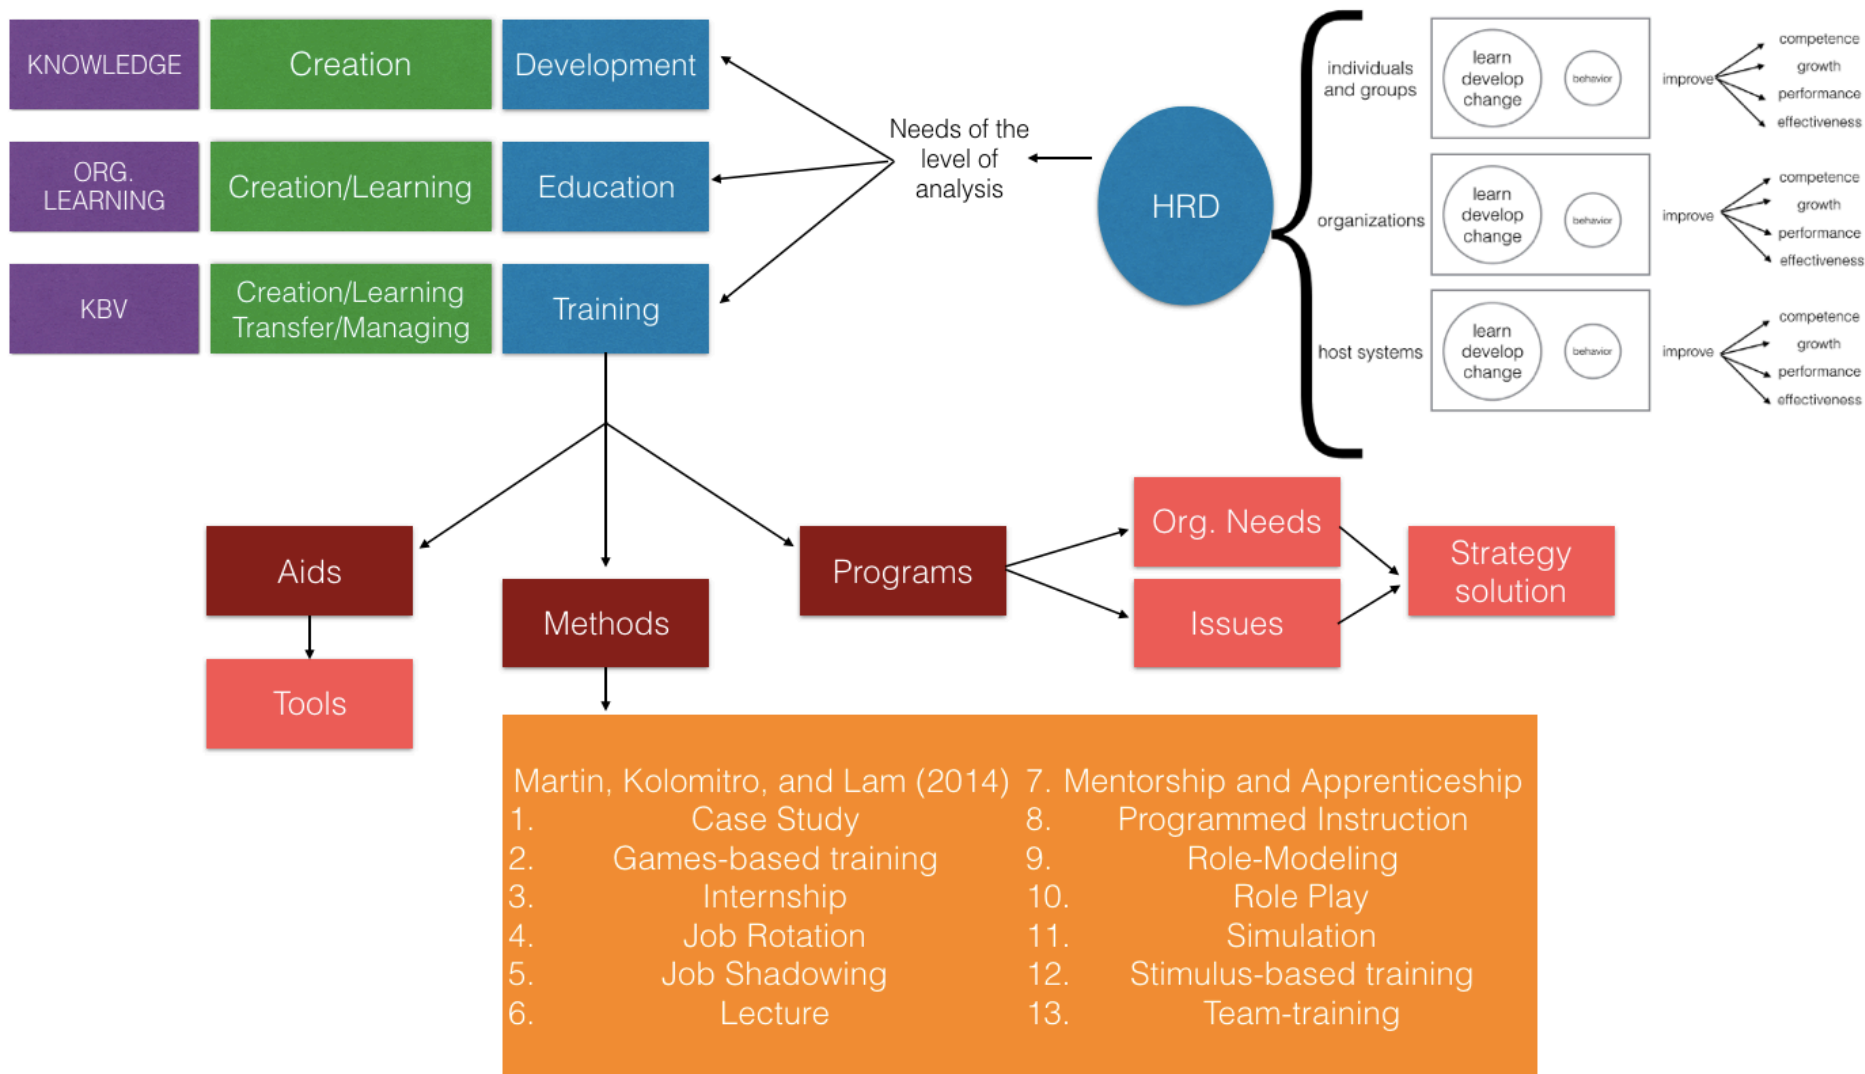 KNOWLEDGE
Creation
Development
ORG.
LEARNING
Creation/Learning
Education
KBV
Creation/Learning
Transfer/Managing
Training
Needs of the
level of
analysis
HRD
individuals
and groups
learn
develop
change
behavior
improve
competence
growth
performance
effectiveness
organizations
learn
develop
change
behavior
improve
competence
growth
performance
effectiveness
host systems
learn
develop
change
behavior
improve
competence
growth
performance
effectiveness
Aids
Tools
Methods
Programs
Org. Needs
Issues
Strategy
solution
Martin, Kolomitro, and Lam (2014)
1. Case Study
2. Games-based training
3. Internship
4. Job Rotation
5. Job Shadowing
6. Lecture
7. Mentorship and Apprenticeship
8. Programmed Instruction
9. Role-Modeling
10. Role Play
11. Simulation
12. Stimulus-based training
13. Team-training